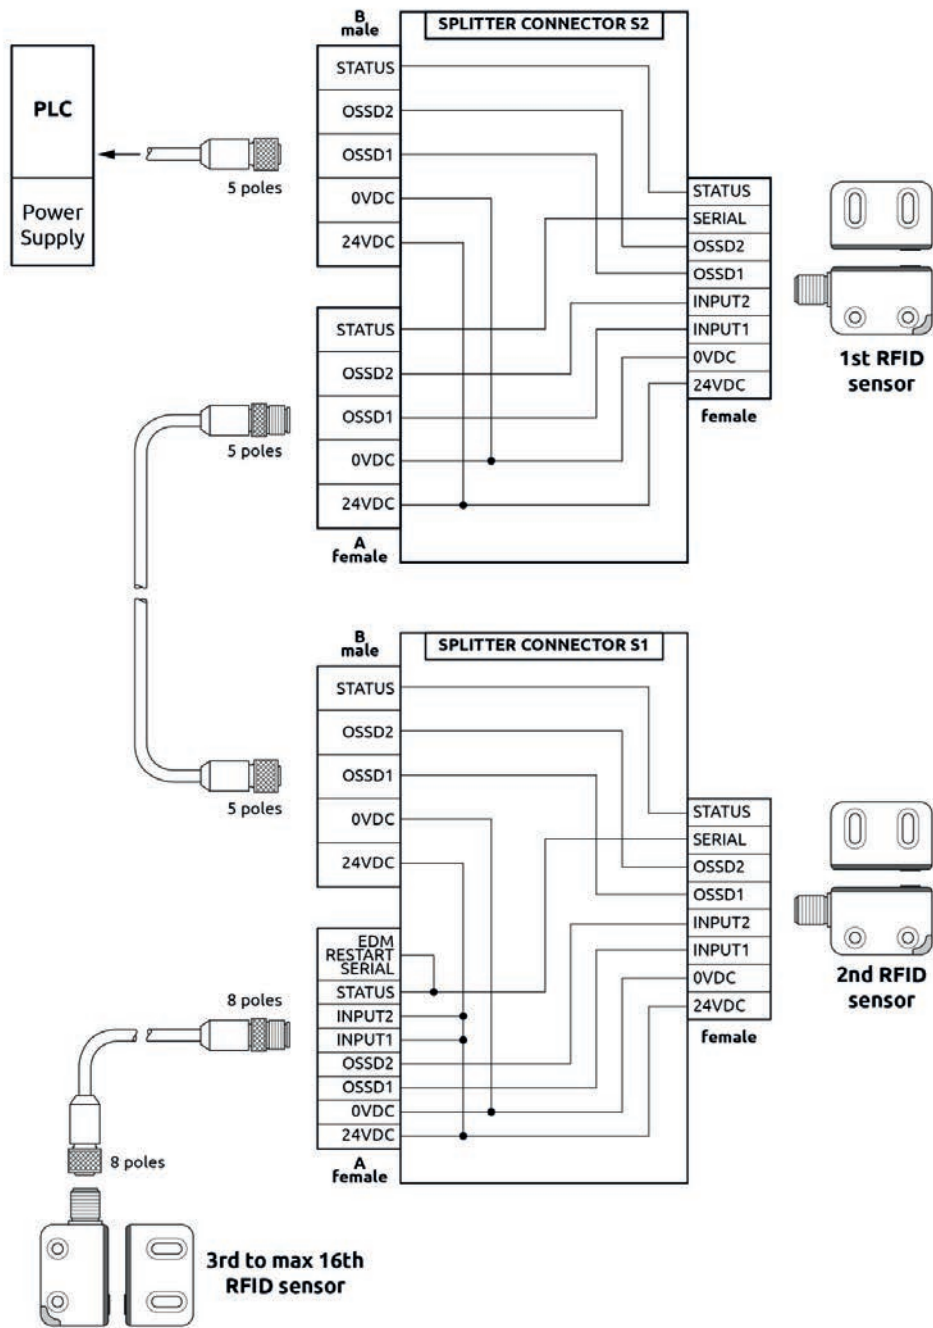 B
male
SPLITTER CONNECTOR S2
STATUS
OSSD2
OSSD1
0VDC
24VDC
PLC
Power
Supply
5 poles
STATUS
SERIAL
OSSD2
OSSD1
INPUT2
INPUT1
0VDC
24VDC
female
1st RFID
sensor
STATUS
OSSD2
OSSD1
0VDC
24VDC
A
female
5 poles
B
male
SPLITTER CONNECTOR S1
STATUS
OSSD2
OSSD1
0VDC
24VDC
5 poles
STATUS
SERIAL
OSSD2
OSSD1
INPUT2
INPUT1
0VDC
24VDC
female
2nd RFID
sensor
EDM
RESTART
SERIAL
STATUS
INPUT2
INPUT1
OSSD2
OSSD1
0VDC
24VDC
A
female
8 poles
8 poles
3rd to max 16th
RFID sensor